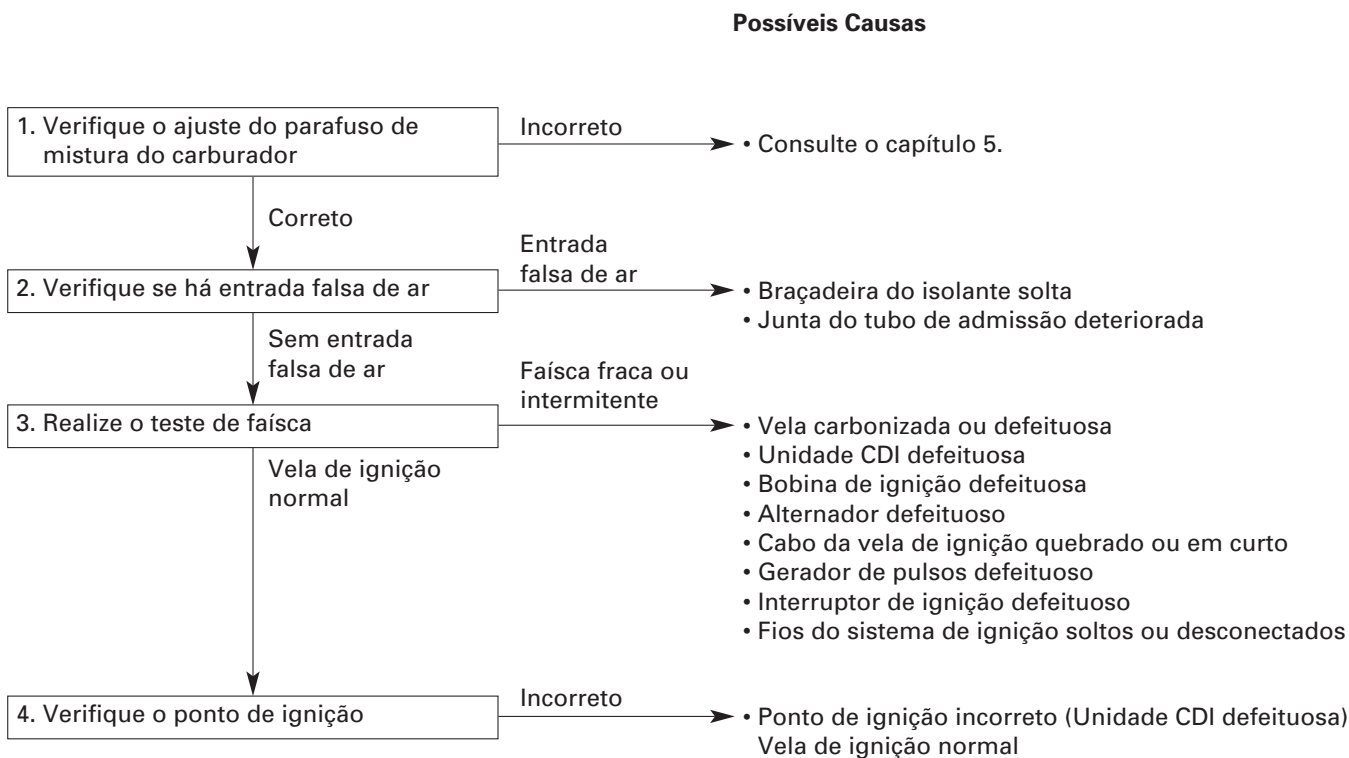 Possíveis Causas
1. Verifique o ajuste do parafuso de
mistura do carburador
Incorreto
• Consulte o capítulo 5.
Correto
2. Verifique se há entrada falsa de ar
Entrada
falsa de ar
• Braçadeira do isolante solta
• Junta do tubo de admissão deteriorada
Sem entrada
falsa de ar
3. Realize o teste de faísca
Faísca fraca ou
intermitente
• Vela carbonizada ou defeituosa
• Unidade CDI defeituosa
• Bobina de ignição defeituosa
• Alternador defeituoso
• Cabo da vela de ignição quebrado ou em curto
• Gerador de pulsos defeituoso
• Interruptor de ignição defeituoso
• Fios do sistema de ignição soltos ou desconectados
Vela de ignição
normal
4. Verifique o ponto de ignição
Incorreto
• Ponto de ignição incorreto (Unidade CDI defeituosa)
Vela de ignição normal